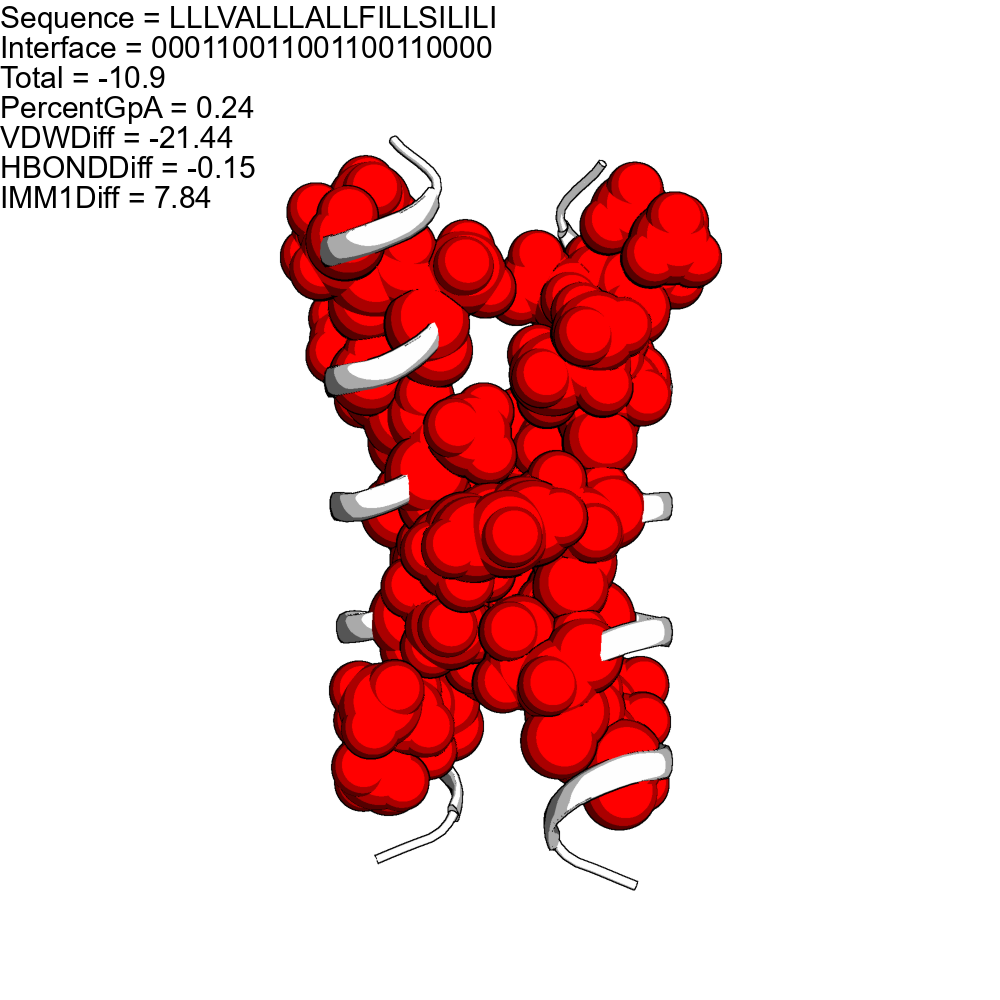 Sequence = LLLVALLLALLFILLSILILI
Interface = 000110011001100110000
Total = -10.9
PercentGpA = 0.24
VDWDiff = -21.44
HBONDDiff = -0.15
IMM1Diff = 7.84